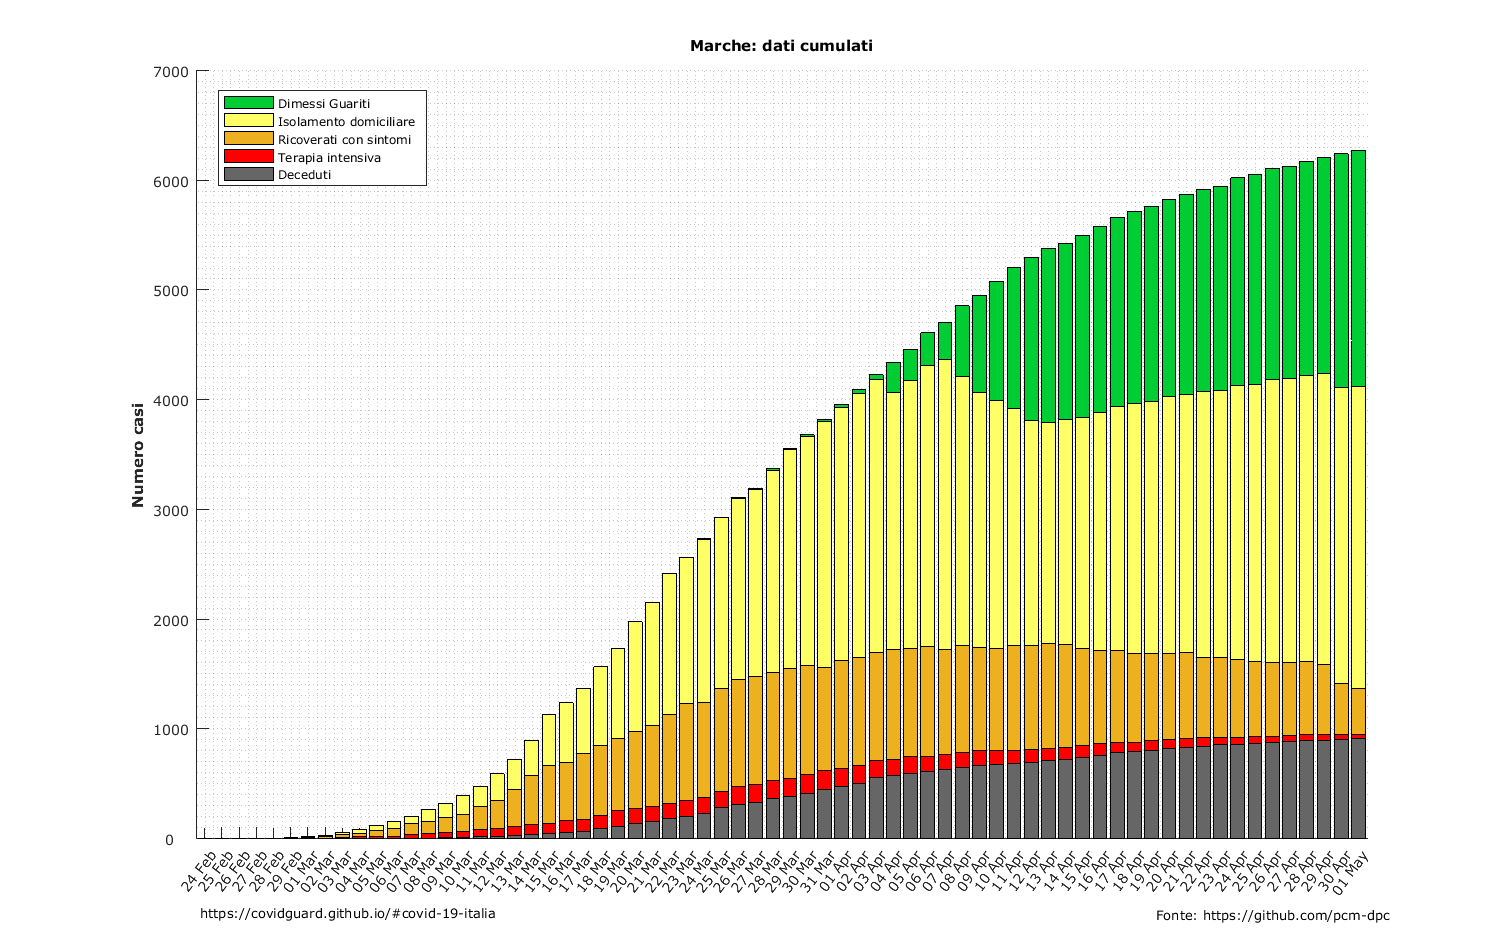 Marche: dati cumulati
7000
6000
5000
4000
3000
2000
1000
0
Numero casi
Dimessi Guariti
Isolamento domiciliare
Ricoverati con sintomi
Terapia intensiva
Deceduti
24 Feb
25 Feb
26 Feb
27 Feb
28 Feb
29 Feb
01 Mar
02 Mar
03 Mar
04 Mar
05 Mar
06 Mar
07 Mar
08 Mar
09 Mar
10 Mar
11 Mar
12 Mar
13 Mar
14 Mar
15 Mar
16 Mar
17 Mar
18 Mar
19 Mar
20 Mar
21 Mar
22 Mar
23 Mar
24 Mar
25 Mar
26 Mar
27 Mar
28 Mar
29 Mar
30 Mar
31 Mar
01 Apr
02 Apr
03 Apr
04 Apr
05 Apr
06 Apr
07 Apr
08 Apr
09 Apr
10 Apr
11 Apr
12 Apr
13 Apr
14 Apr
15 Apr
16 Apr
17 Apr
18 Apr
19 Apr
20 Apr
21 Apr
22 Apr
23 Apr
24 Apr
25 Apr
26 Apr
27 Apr
28 Apr
29 Apr
30 Apr
01 May
https://covidguard.github.io/#covid-19-italia
Fonte: https://github.com/pcm-dpc